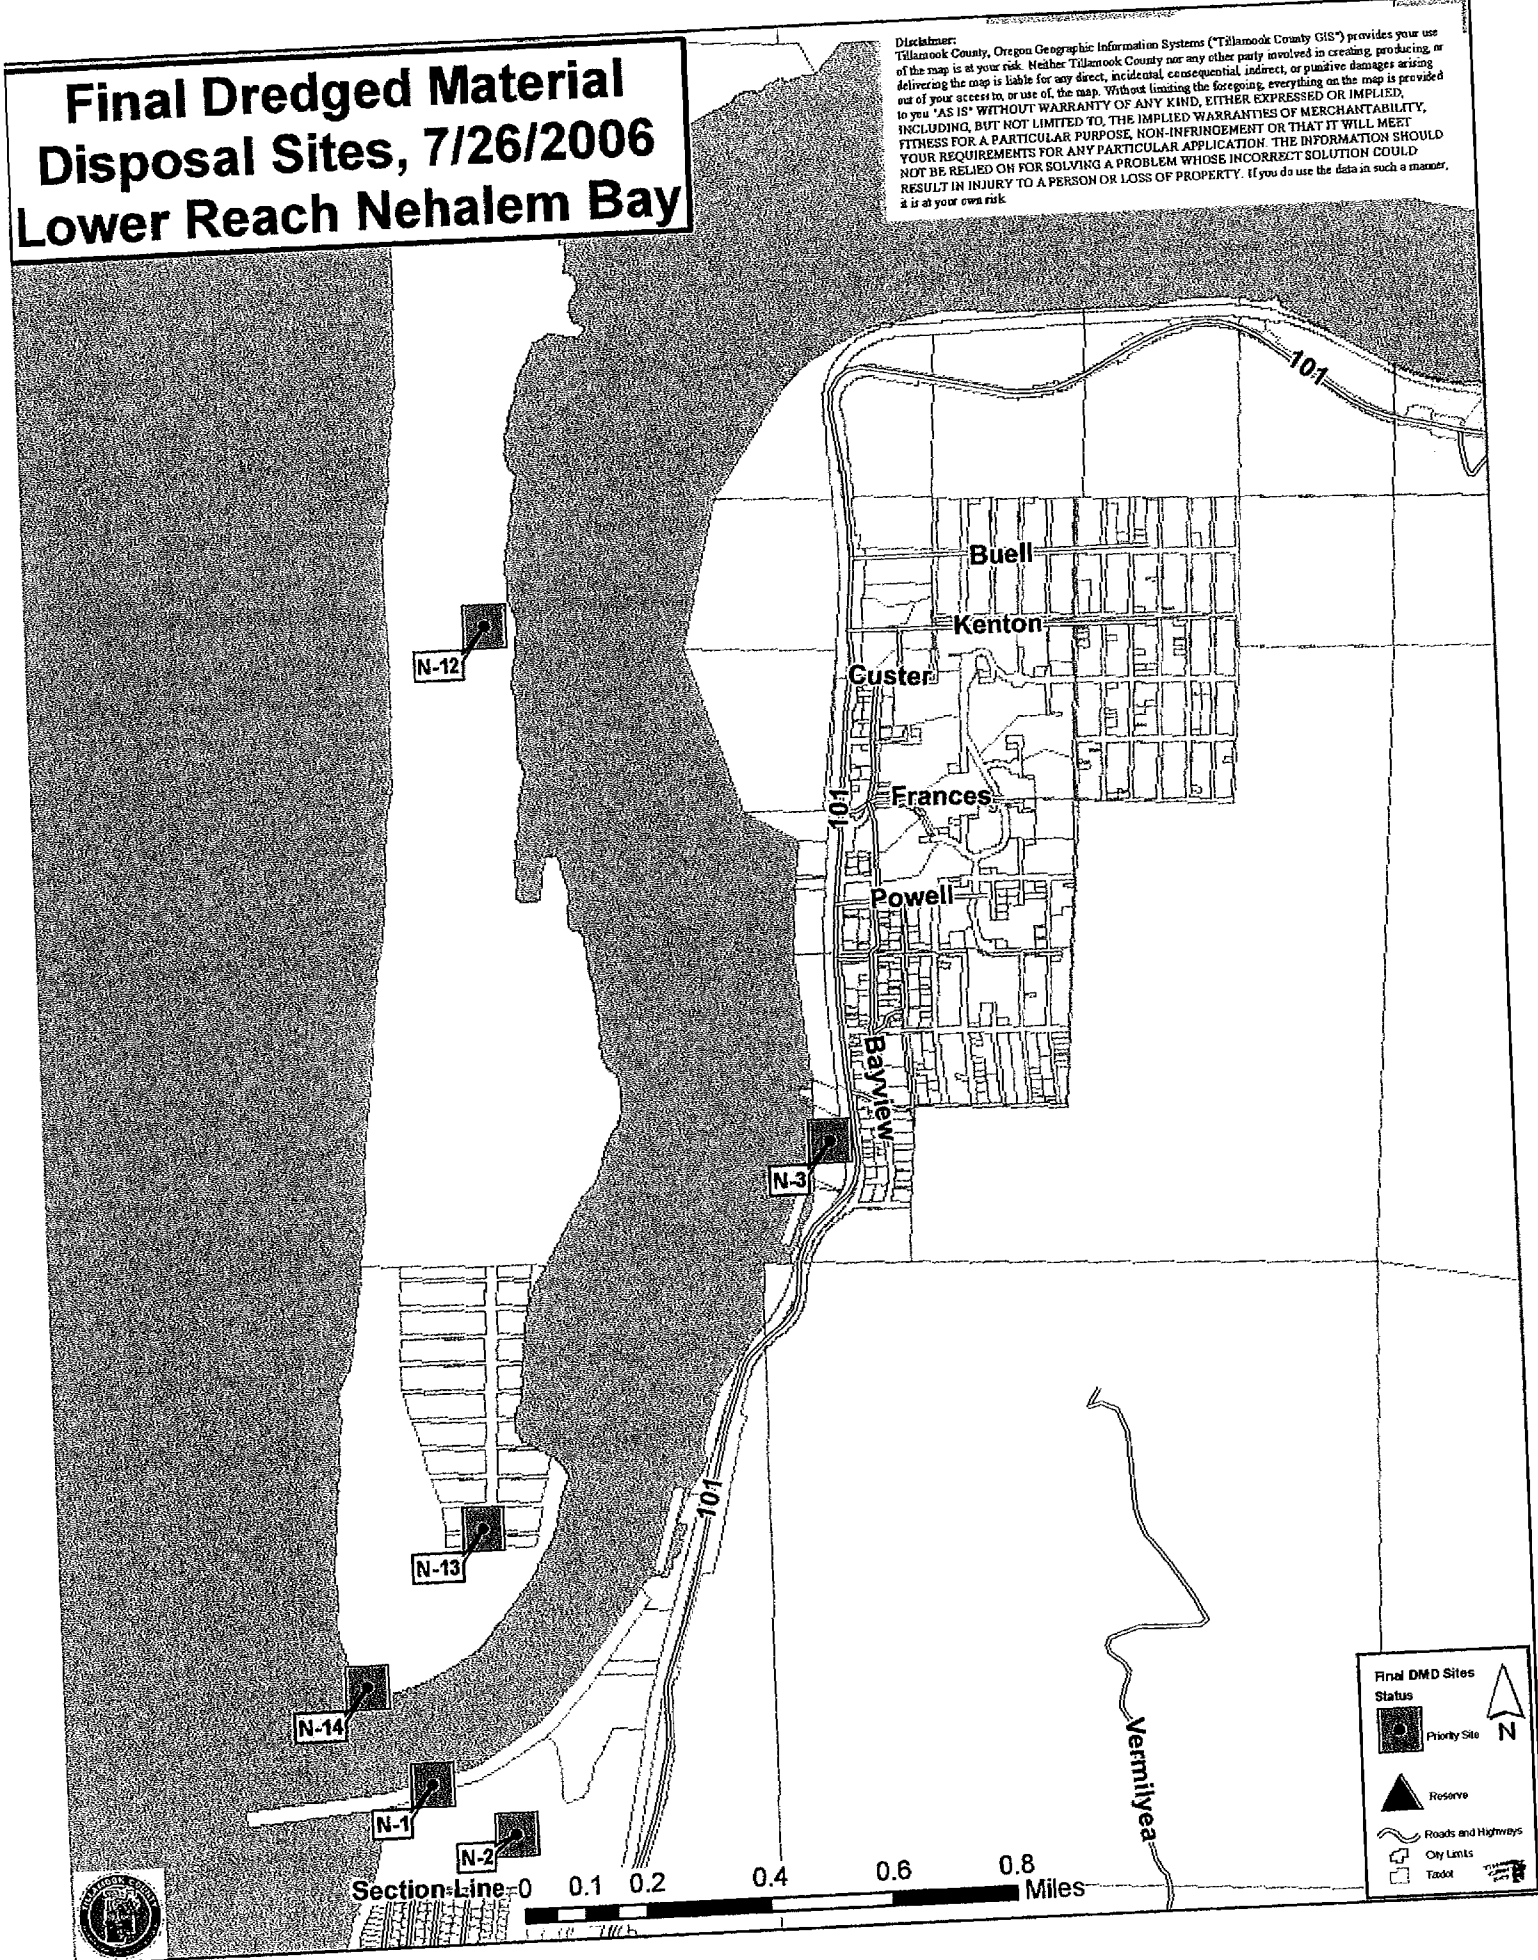 Final Dredged Material
Disposal Sites, 7/26/2006
Lower Reach Nehalem Bay
Disclaimer:
Tillamook County, Oregon Geographic Information Systems ("Tillamook County GIS") provides your use
of the map is at your risk. Neither Tillamook County nor any other party involved in creating, producing, or
delivering the map is liable for any direct, incidental, consequential, indirect, or punitive damages arising
out of your access to, or use of, the map. Without limiting the foregoing, everything on the map is provided
to you "AS IS" WITHOUT WARRANTY OF ANY KIND, EITHER EXPRESSED OR IMPLIED,
INCLUDING, BUT NOT LIMITED TO, THE IMPLIED WARRANTIES OF MERCHANTABILITY,
FITNESS FOR A PARTICULAR PURPOSE, NON-INFRINGEMENT OR THAT IT WILL MEET
YOUR REQUIREMENTS FOR ANY PARTICULAR APPLICATION. THE INFORMATION SHOULD
NOT BE RELIED ON FOR SOLVING A PROBLEM WHOSE INCORRECT SOLUTION COULD
RESULT IN INJURY TO A PERSON OR LOSS OF PROPERTY. If you do use the data in such a manner,
it is at your own risk.
101
Buell
Kenton
N-12
Custer
101
Frances
Powell
Bayview
N-3
101
N-13
N-14
N-1
N-2
Vermilyea
Final DMD Sites
Status
Priority Site
N
Reserve
Roads and Highways
City Limits
Taxlot
Section Line
0 0.1 0.2 0.4 0.6 0.8
Miles